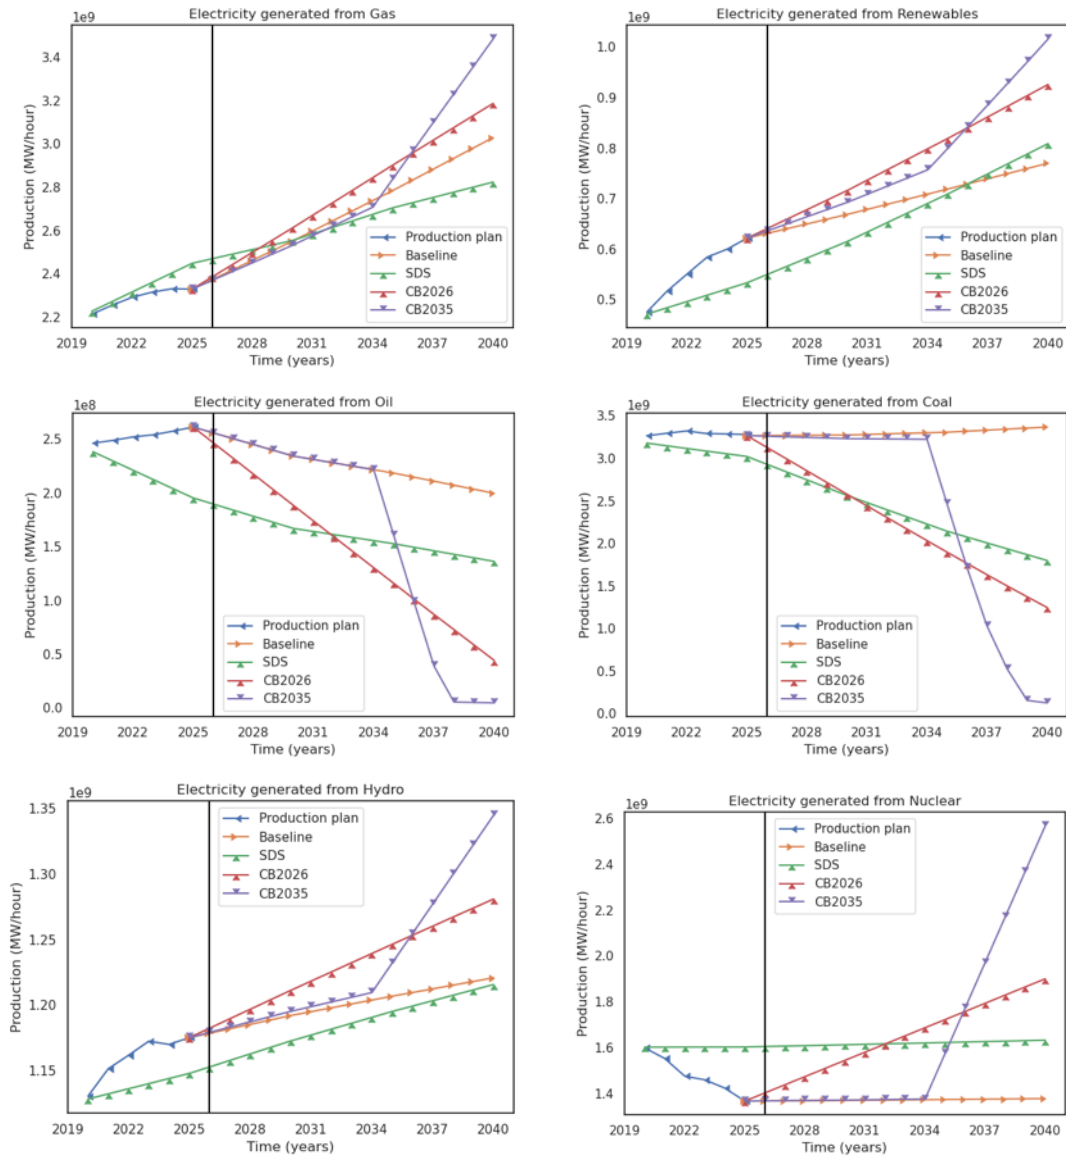 Electricity generated from Gas
1e9
3.4
3.2
3.0
2.8
2.6
2.4
2.2
Production (MW/hour)
Production plan
Baseline
SDS
CB2026
CB2035
2019 2022 2025 2028 2031 2034 2037 2040
Time (years)
Electricity generated from Renewables
1e9
1.0
0.9
0.8
0.7
0.6
0.5
Production (MW/hour)
Production plan
Baseline
SDS
CB2026
CB2035
2019 2022 2025 2028 2031 2034 2037 2040
Time (years)
Electricity generated from Oil
1e8
2.5
2.0
1.5
1.0
0.5
0.0
Production (MW/hour)
Production plan
Baseline
SDS
CB2026
CB2035
2019 2022 2025 2028 2031 2034 2037 2040
Time (years)
Electricity generated from Coal
1e9
3.5
3.0
2.5
2.0
1.5
1.0
0.5
0.0
Production (MW/hour)
Production plan
Baseline
SDS
CB2026
CB2035
2019 2022 2025 2028 2031 2034 2037 2040
Time (years)
Electricity generated from Hydro
1e9
1.35
1.30
1.25
1.20
1.15
Production (MW/hour)
Production plan
Baseline
SDS
CB2026
CB2035
2019 2022 2025 2028 2031 2034 2037 2040
Time (years)
Electricity generated from Nuclear
1e9
2.6
2.4
2.2
2.0
1.8
1.6
1.4
Production (MW/hour)
Production plan
Baseline
SDS
CB2026
CB2035
2019 2022 2025 2028 2031 2034 2037 2040
Time (years)